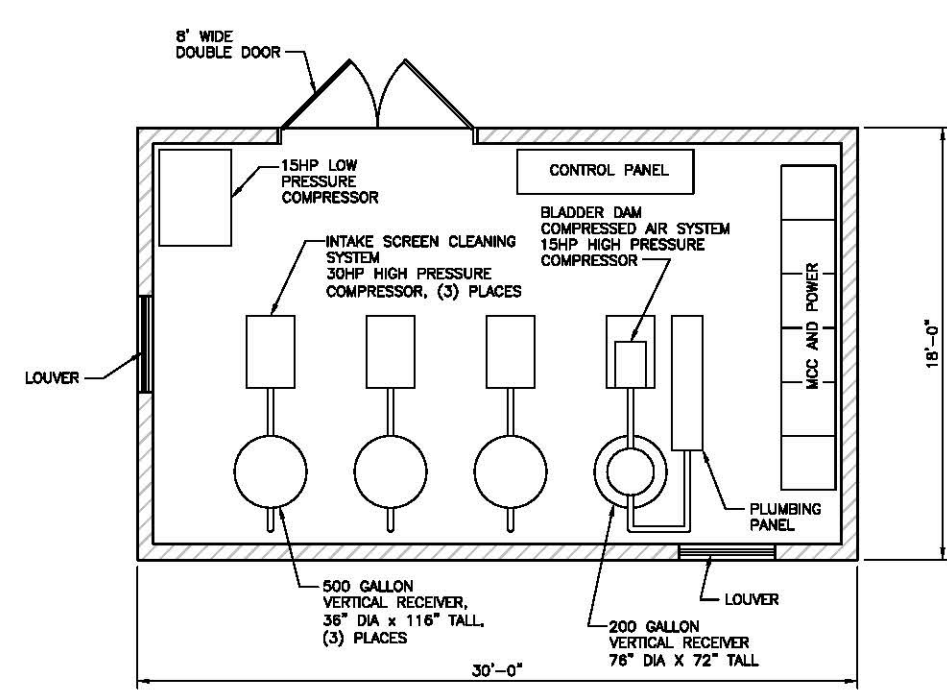 8' WIDE
DOUBLE DOOR
15HP LOW
PRESSURE
COMPRESSOR
CONTROL PANEL
BLADDER DAM
COMPRESSED AIR SYSTEM
15HP HIGH PRESSURE
COMPRESSOR
INTAKE SCREEN CLEANING
SYSTEM
30HP HIGH PRESSURE
COMPRESSOR, (3) PLACES
MCC AND POWER
18'-0"
LOUVER
PLUMBING
PANEL
500 GALLON
VERTICAL RECEIVER,
36" DIA x 116" TALL,
(3) PLACES
LOUVER
200 GALLON
VERTICAL RECEIVER
76" DIA X 72" TALL
30'-0"